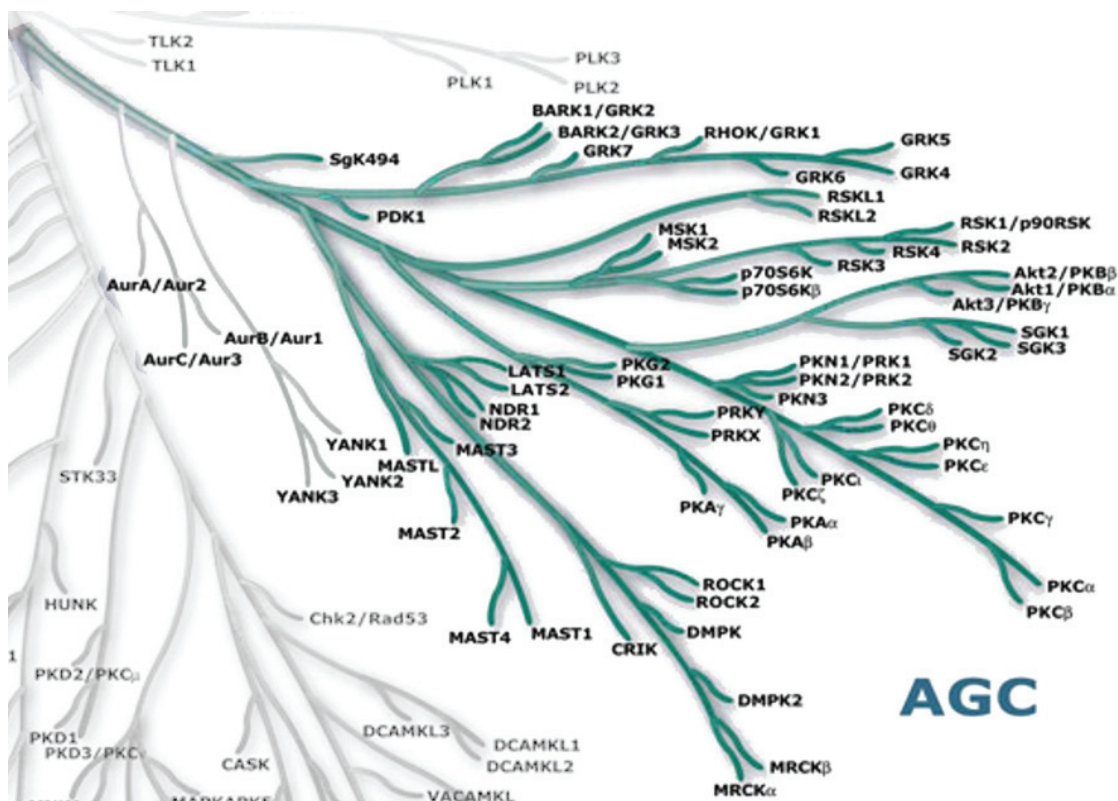 TLK2
TLK1
PLK3
PLK1
PLK2
BARK1/GRK2
BARK2/GRK3
RHOK/GRK1
GRK5
GRK7
SgK494
GRK6
GRK4
RSKL1
PDK1
RSKL2
MSK1
RSK1/p90RSK
MSK2
RSK4
RSK2
RSK3
p70S6K
Akt2/PKBβ
AurA/Aur2
p70S6Kβ
Akt1/PKBα
Akt3/PKBγ
AurB/Aur1
SGK1
AurC/Aur3
SGK2
SGK3
LATS1
PKG2
PKN1/PRK1
LATS2
PKG1
PKN2/PRK2
PKN3
NDR1
PRKY
PKCδ
NDR2
PKCθ
YANK1
MAST3
PRKX
PKCη
MASTL
PKCε
STK33
YANK2
PKCι
YANK3
PKCζ
PKAγ
MAST2
PKAα
PKCγ
PKAβ
HUNK
ROCK1
PKCα
ROCK2
PKCβ
Chk2/Rad53
MAST4
MAST1
DMPK
CRIK
1
PKD2/PKCμ
DMPK2
AGC
PKD1
DCAMKL3
PKD3/PKC
DCAMKL1
CASK
DCAMKL2
MRCKβ
MRCKα
VACAMKL